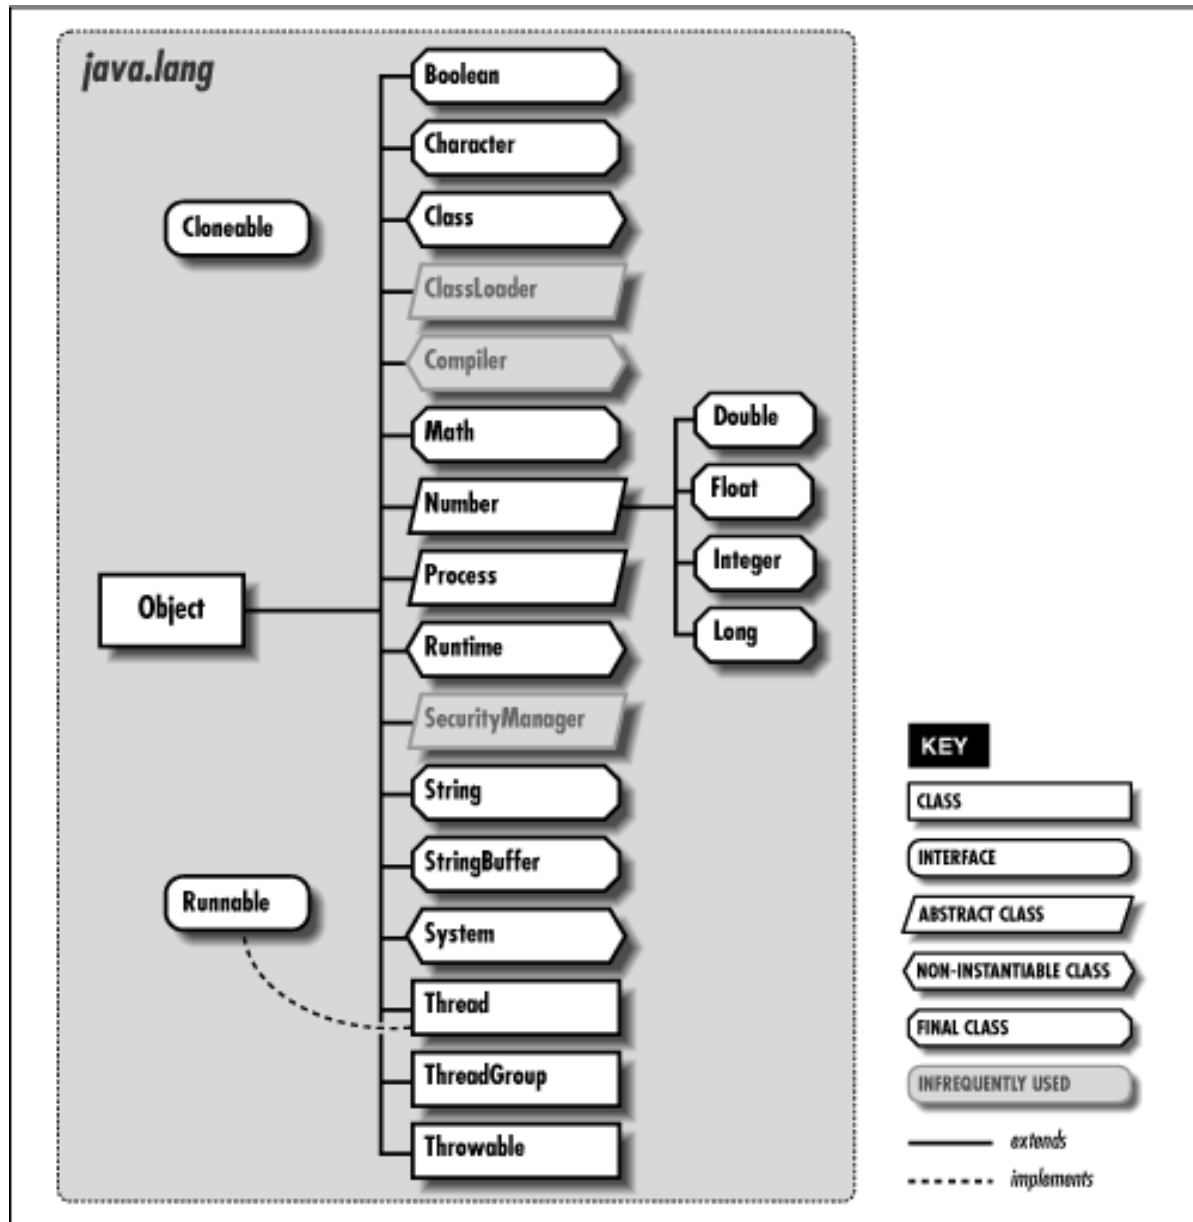 java.lang
Boolean
Character
Cloneable
Class
ClassLoader
Compiler
Math
Number
Double
Float
Integer
Long
Process
Object
Runtime
SecurityManager
String
StringBuffer
Runnable
System
Thread
ThreadGroup
Throwable
KEY
CLASS
INTERFACE
ABSTRACT CLASS
NON-INSTANTIABLE CLASS
FINAL CLASS
INFREQUENTLY USED
extends
implements